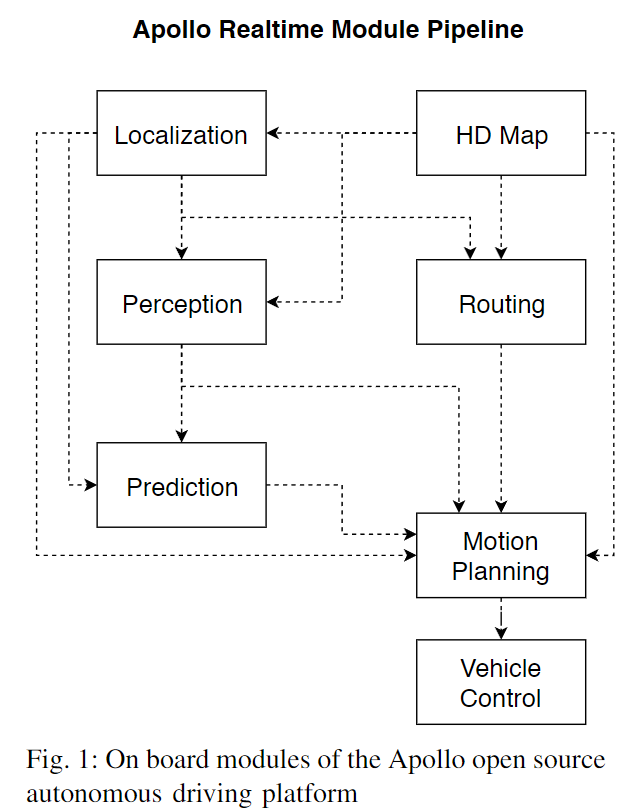 Apollo Realtime Module Pipeline
Localization
HD Map
Perception
Routing
Prediction
Motion
Planning
Vehicle
Control
Fig. 1: On board modules of the Apollo open source
autonomous driving platform